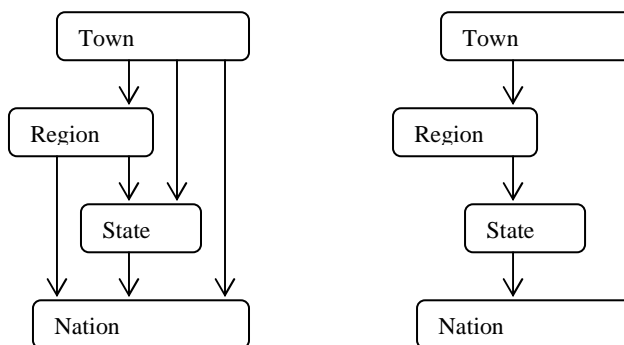 Town
Town
Region
Region
State
State
Nation
Nation